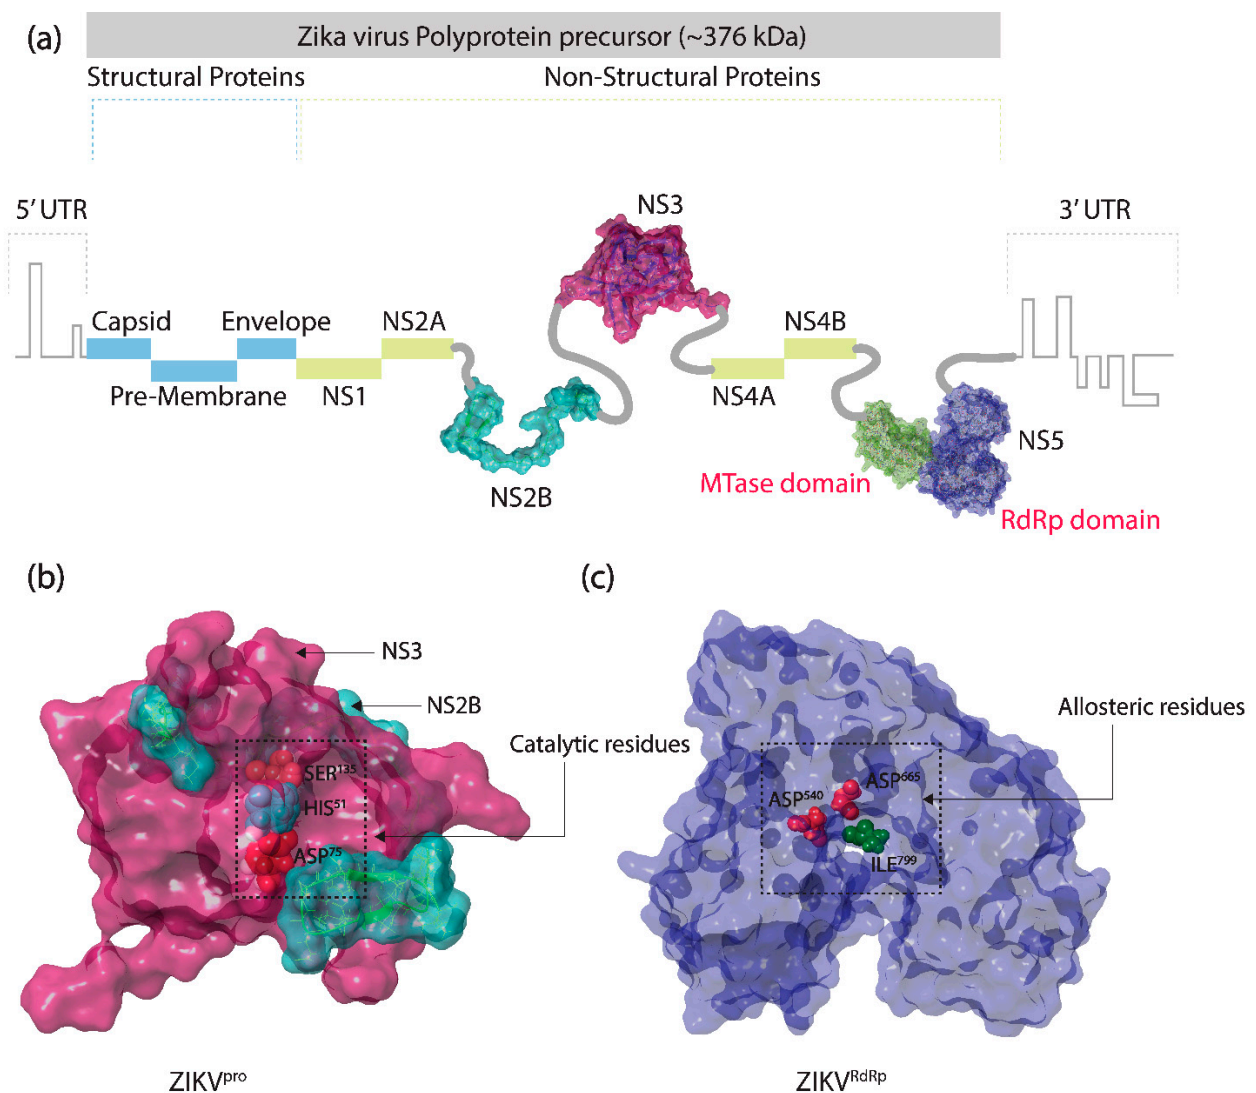 (a)
Zika virus Polyprotein precursor (~376 kDa)
Structural Proteins
Non-Structural Proteins
5' UTR
NS3
3' UTR
Capsid
Envelope
NS2A
NS4B
Pre-Membrane
NS1
NS4A
NS5
NS2B
MTase domain
RdRp domain
(b)
NS3
NS2B
Catalytic residues
SER¹³⁵
HIS⁵¹
ASP⁷⁵
ZIKVᵖʳᵒ
(c)
Allosteric residues
ASP⁶⁶⁵
ASP⁵⁴⁰
ILE⁷⁹⁹
ZIKV^RdRp